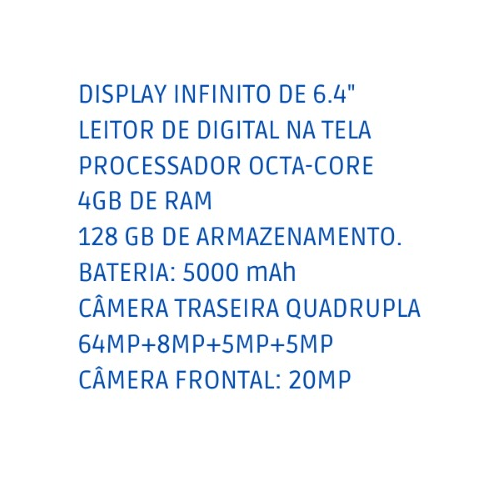 DISPLAY INFINITO DE 6.4"
LEITOR DE DIGITAL NA TELA
PROCESSADOR OCTA-CORE
4GB DE RAM
128 GB DE ARMAZENAMENTO.
BATERIA: 5000 mAh
CÂMERA TRASEIRA QUADRUPLA
64MP+8MP+5MP+5MP
CÂMERA FRONTAL: 20MP